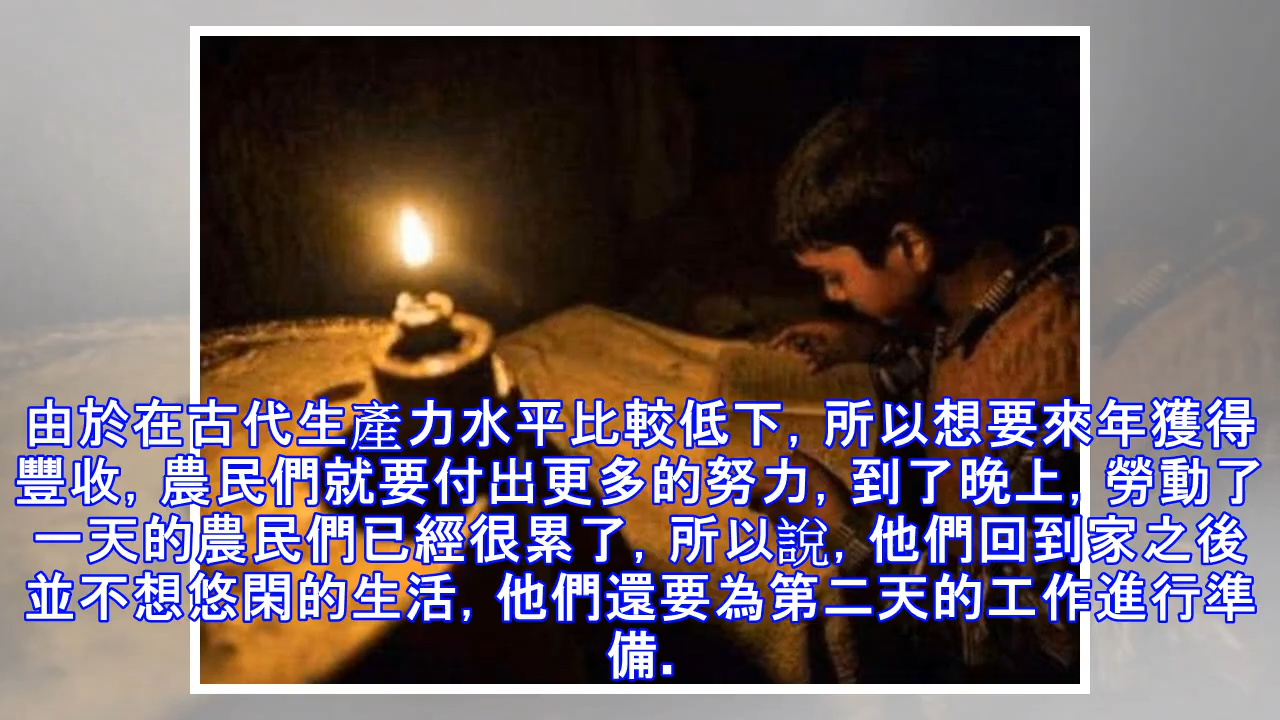 由於在古代生產力水平比較低下, 所以想要來年獲得
豐收, 農民們就要付出更多的努力, 到了晚上, 勞動了
一天的農民們已經很累了, 所以說, 他們回到家之後
並不想悠閑的生活, 他們還要為第二天的工作進行準
備.